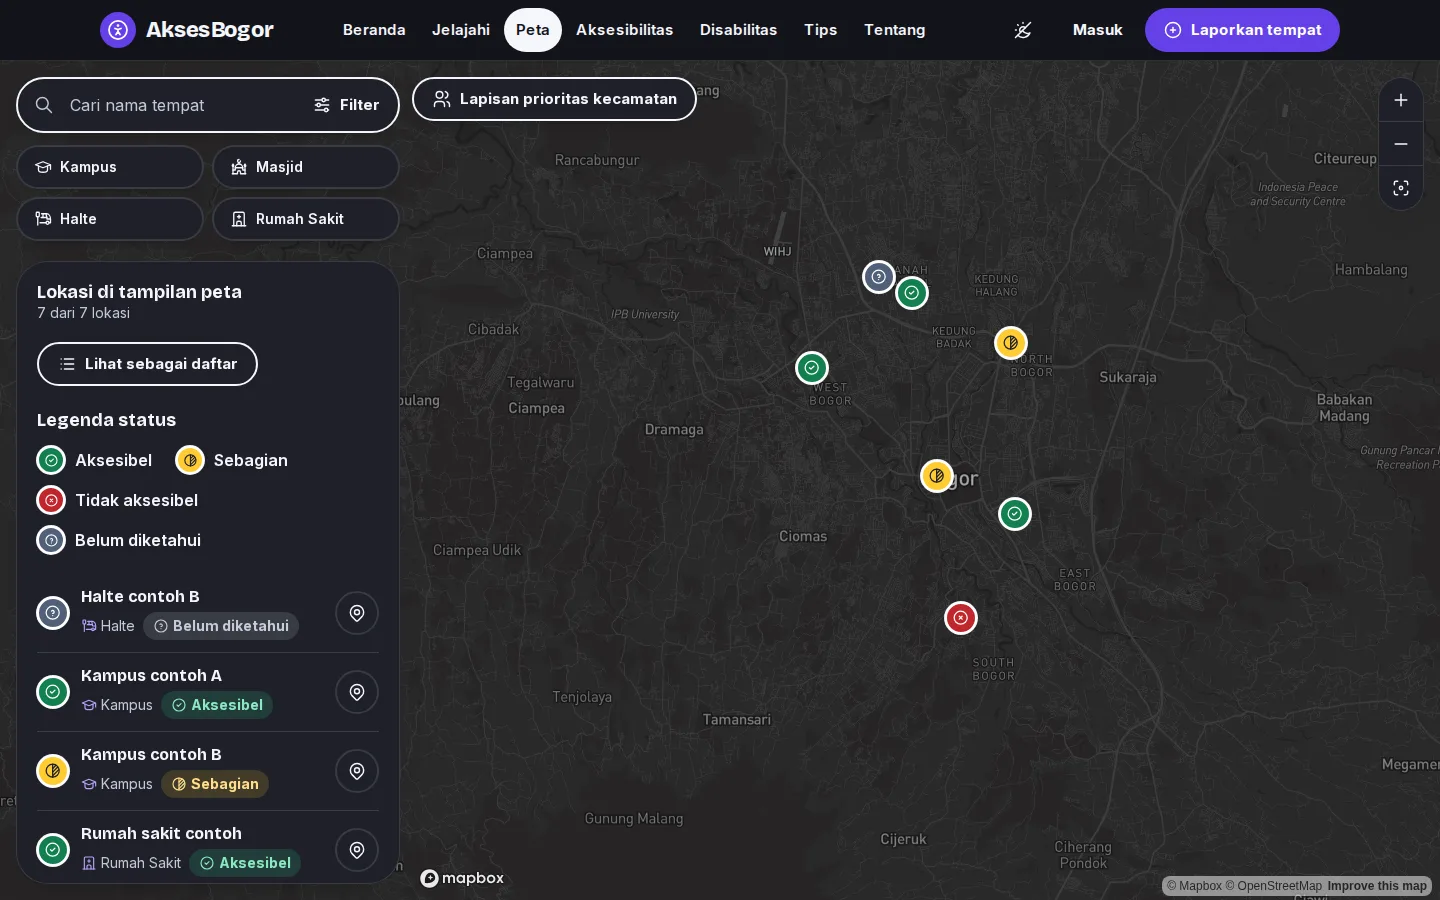 AksesBogor
Beranda
Jelajahi
Peta
Aksesibilitas
Disabilitas
Tips
Tentang
Masuk
Laporkan tempat
Cari nama tempat
Filter
Lapisan prioritas kecamatan
Kampus
Masjid
Halte
Rumah Sakit
Lokasi di tampilan peta
7 dari 7 lokasi
Lihat sebagai daftar
Legenda status
Aksesibel
Sebagian
Tidak aksesibel
Belum diketahui
Halte contoh B
Halte
Belum diketahui
Kampus contoh A
Kampus
Aksesibel
Kampus contoh B
Kampus
Sebagian
Rumah sakit contoh
Rumah Sakit
Aksesibel
Rancabungur
Citeureup
Indonesia Peace
and Security Centre
WIHJ
Ciampea
Hambalang
KEDUNG
HALANG
IPB University
Cibadak
KEDUNG
BADAK
NORTH
BOGOR
Sukaraja
Tegalwaru
WEST
BOGOR
Ciampea
Babakan
Madang
Dramaga
Gunung Pancar
Recreation
Ciomas
Ciampea Udik
EAST
BOGOR
SOUTH
BOGOR
Tenjolaya
Tamansari
Gunung Malang
Cijeruk
Ciherang
Pondok
mapbox
© Mapbox © OpenStreetMap Improve this map